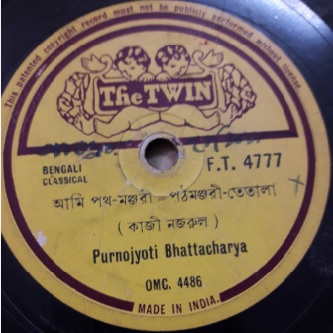 This patented copyright record must not be publicly performed without license.
The TWIN
BENGALI
CLASSICAL
F.T. 4777
আমি পথ-মঞ্জরী - পঠমঞ্জরী-তেতালা
( কাজী নজরুল )
Purnojyoti Bhattacharya
OMC. 4486
MADE IN INDIA.